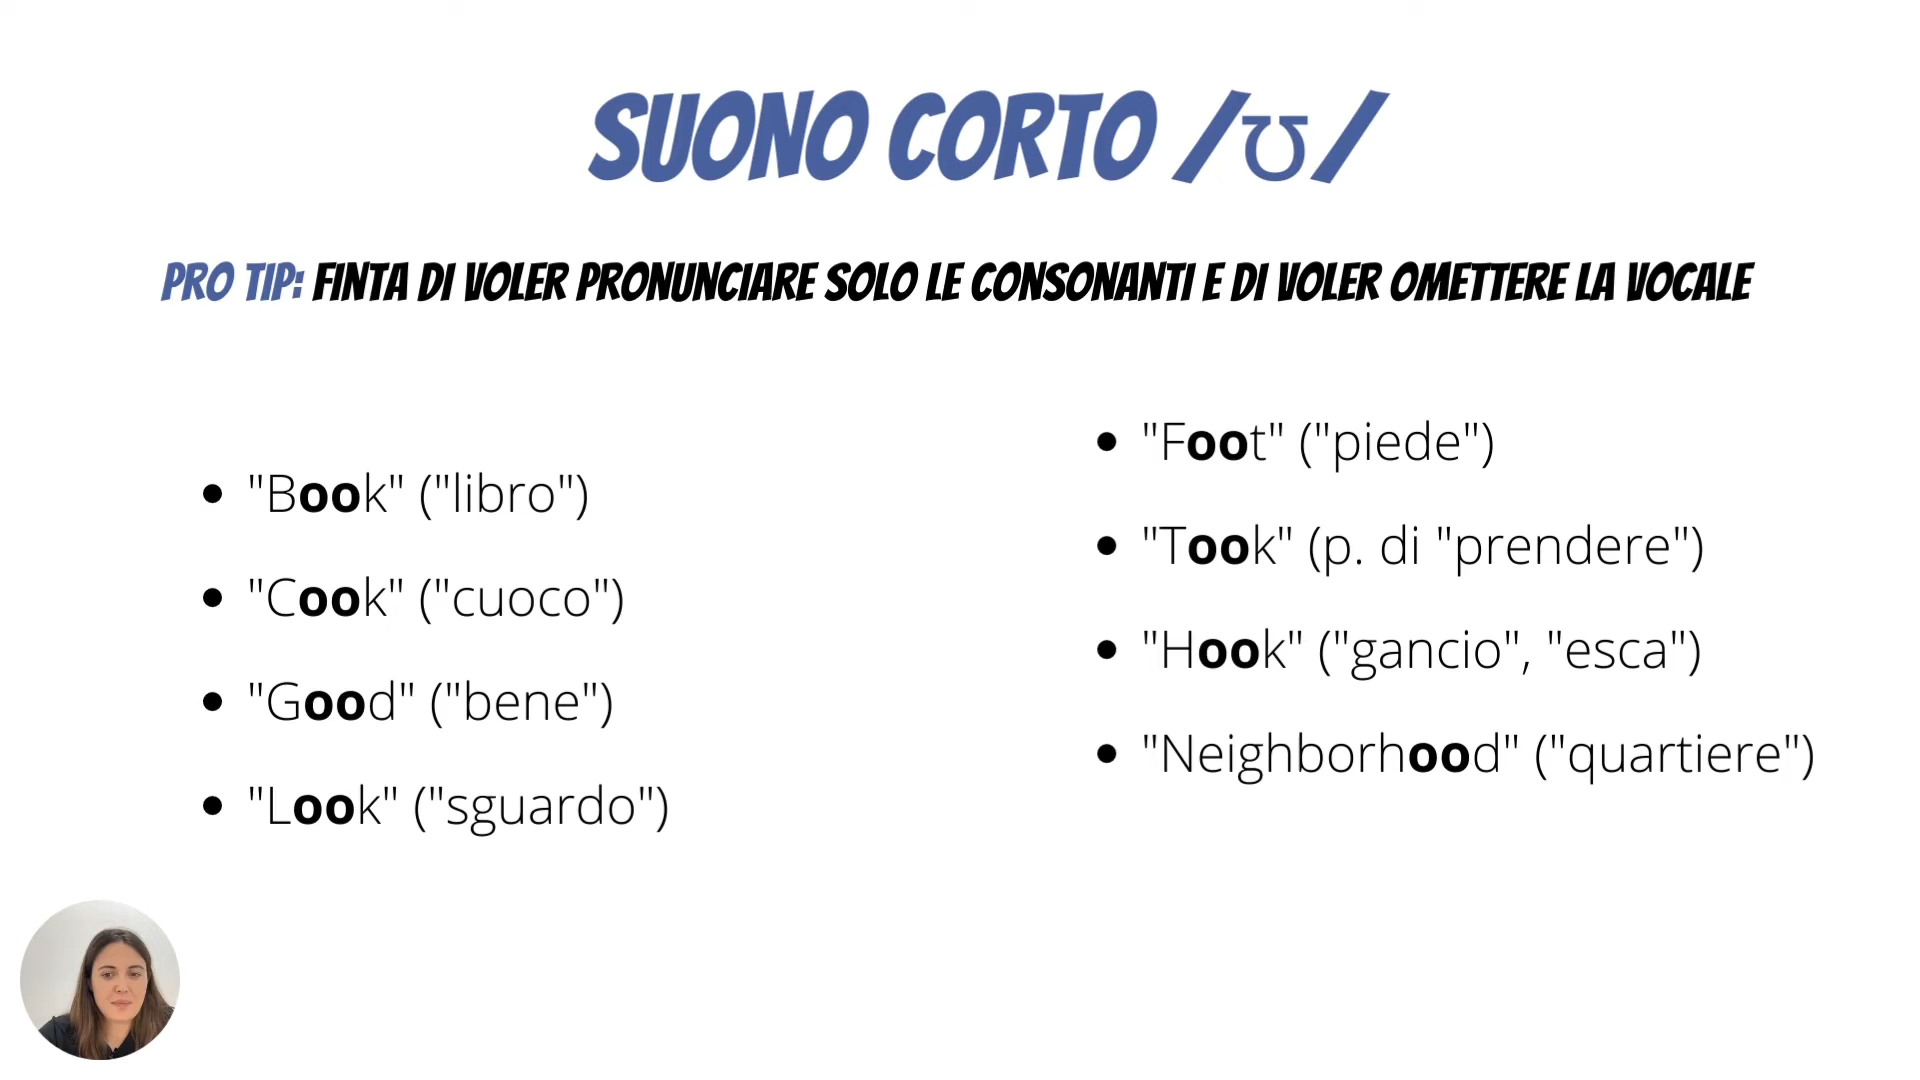 SUONO CORTO /ʊ/
PRO TIP: FINTA DI VOLER PRONUNCIARE SOLO LE CONSONANTI E DI VOLER OMETTERE LA VOCALE
• "Book" ("libro")
• "Cook" ("cuoco")
• "Good" ("bene")
• "Look" ("sguardo")
• "Foot" ("piede")
• "Took" (p. di "prendere")
• "Hook" ("gancio", "esca")
• "Neighborhood" ("quartiere")